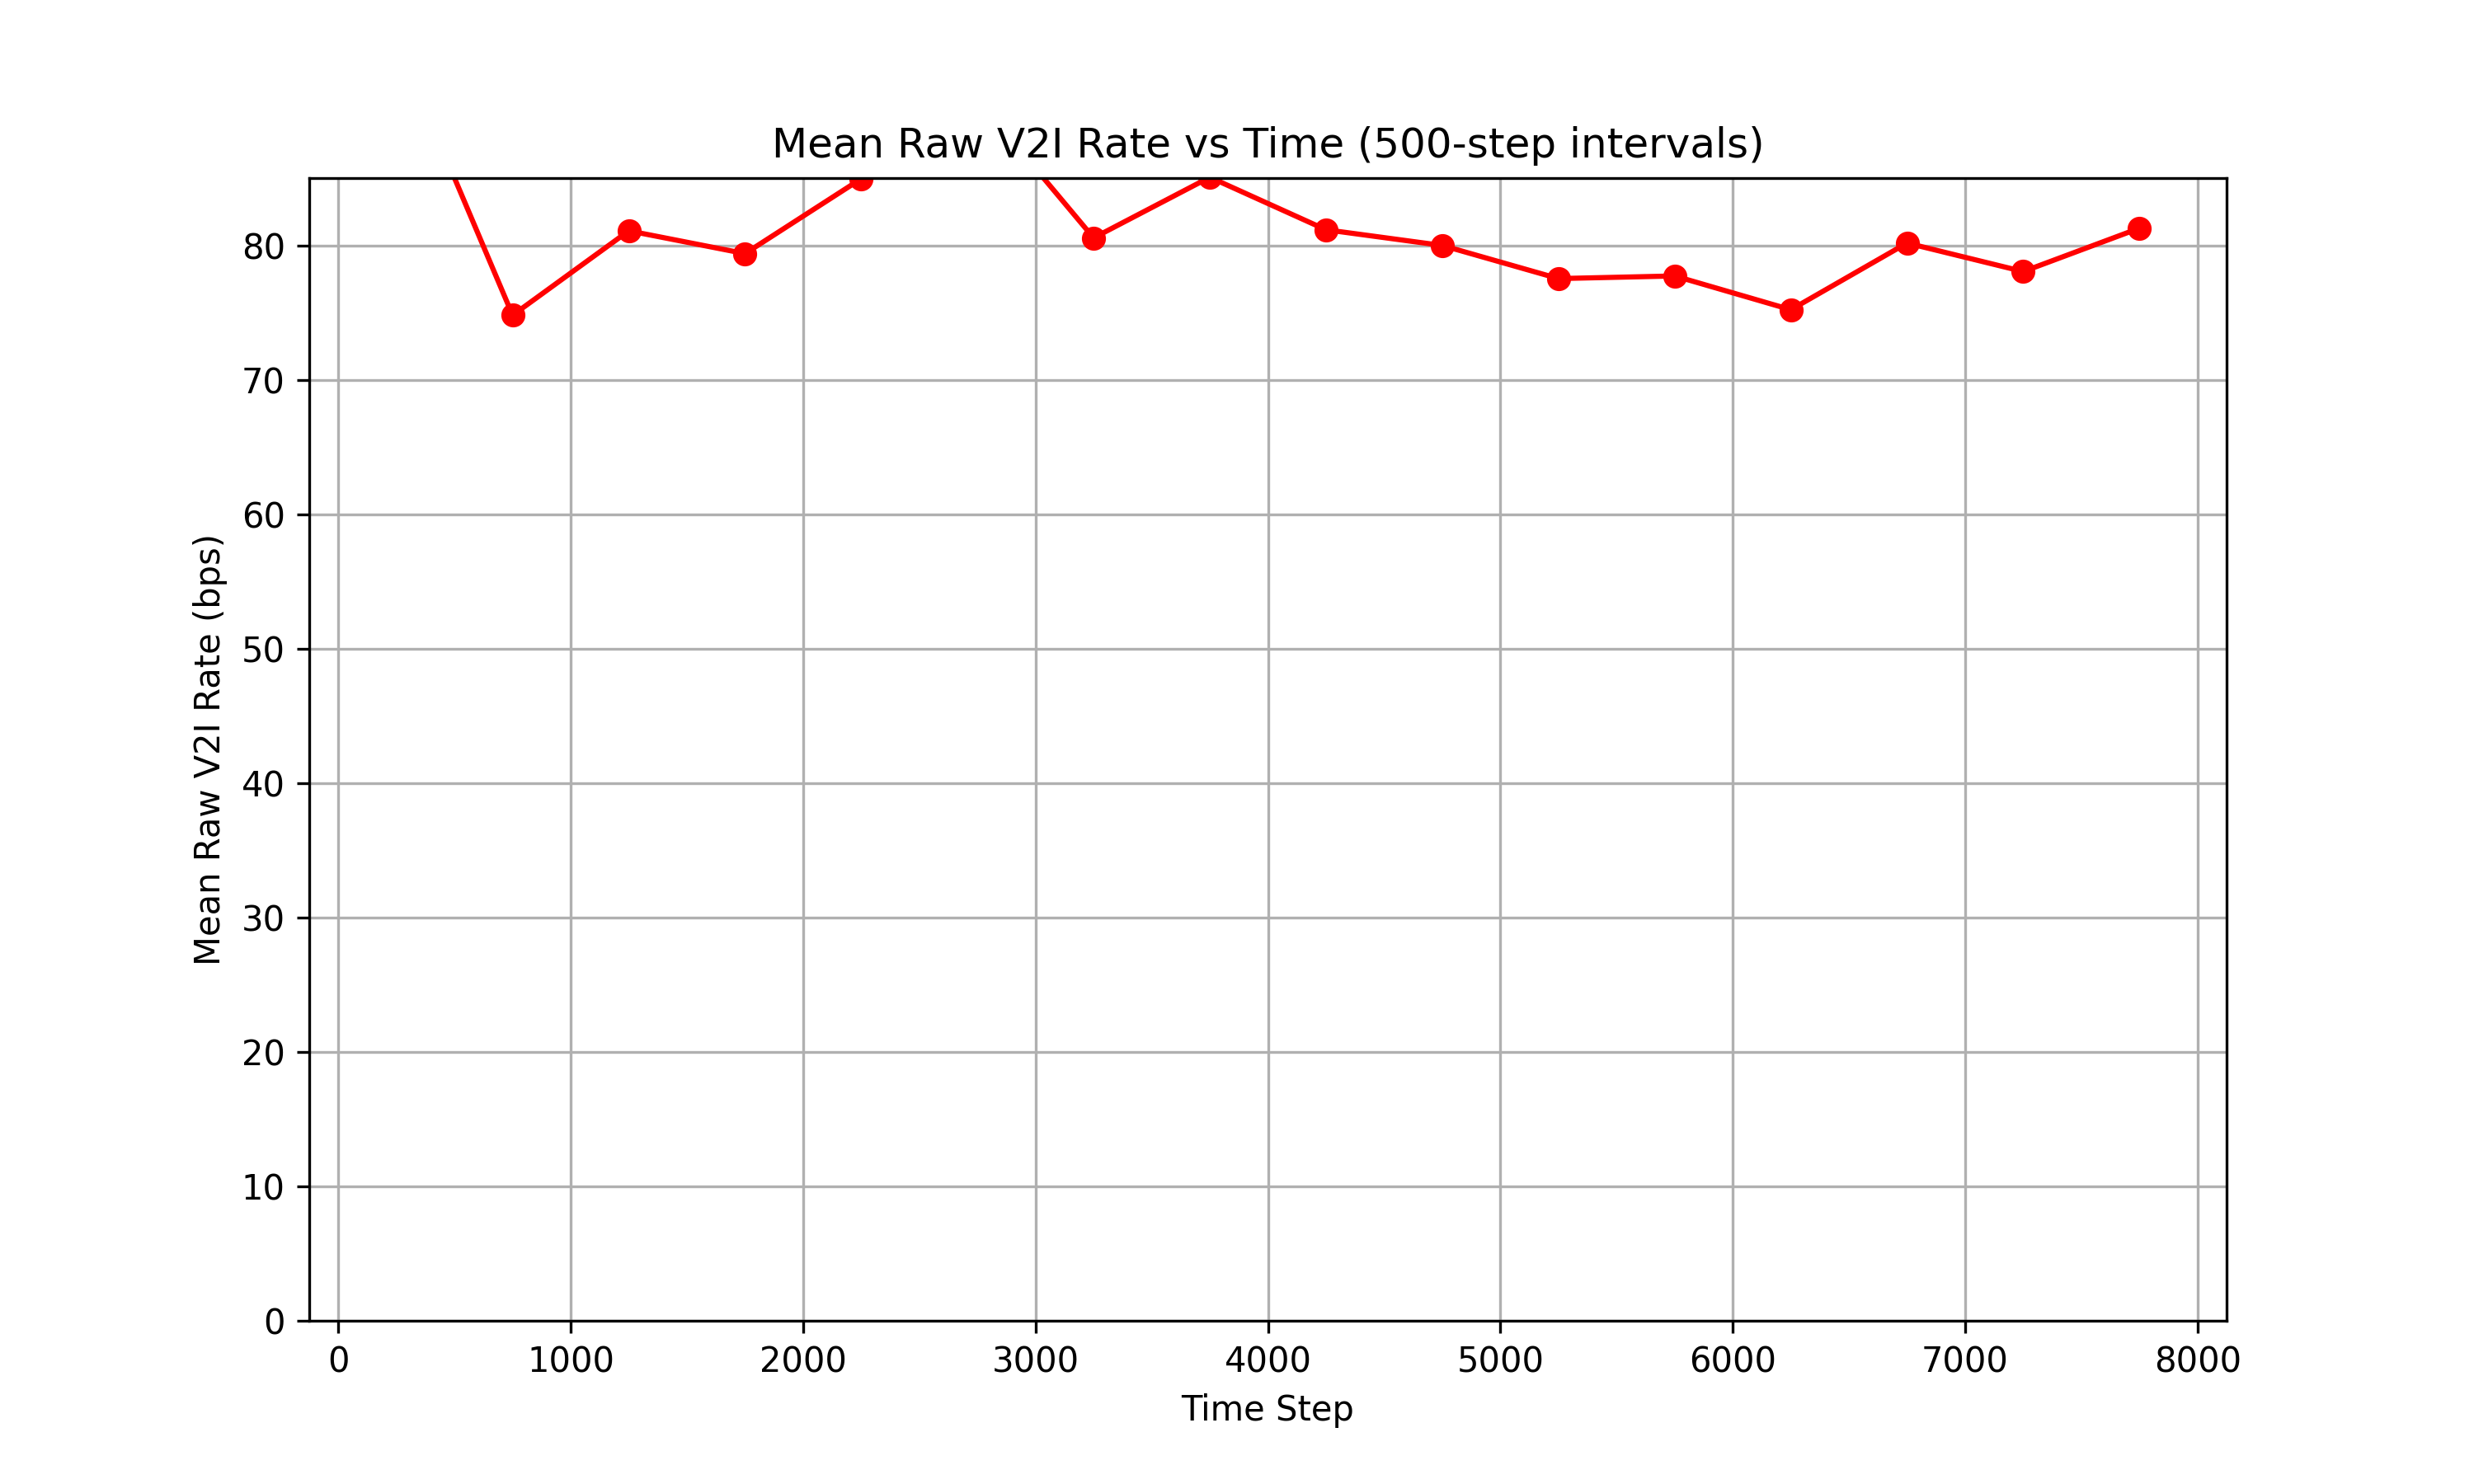 Mean Raw V2I Rate vs Time (500-step intervals)
Mean Raw V2I Rate (bps)
80
70
60
50
40
30
20
10
0
0 1000 2000 3000 4000 5000 6000 7000 8000
Time Step